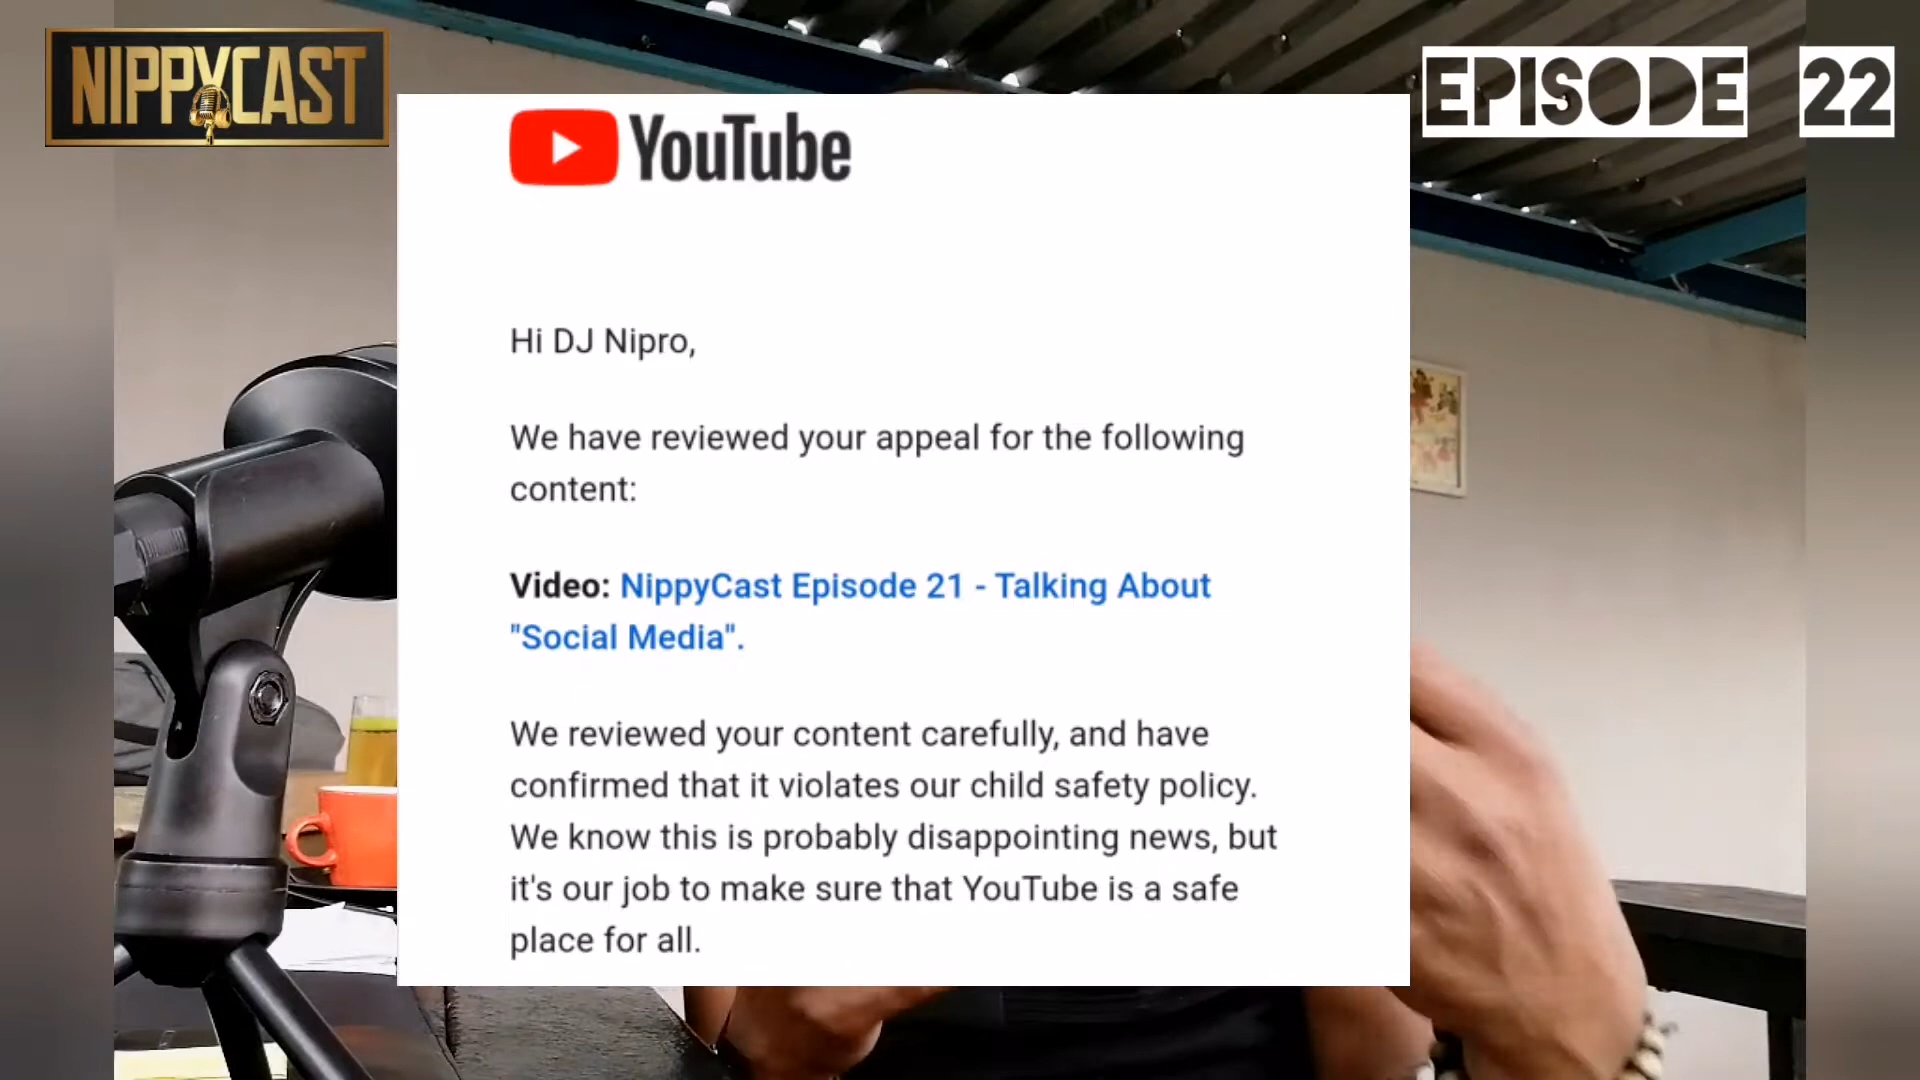 NIPPYCAST
EPISODE 22
YouTube
Hi DJ Nipro,
We have reviewed your appeal for the following
content:
Video: NippyCast Episode 21 - Talking About
"Social Media".
We reviewed your content carefully, and have
confirmed that it violates our child safety policy.
We know this is probably disappointing news, but
it's our job to make sure that YouTube is a safe
place for all.